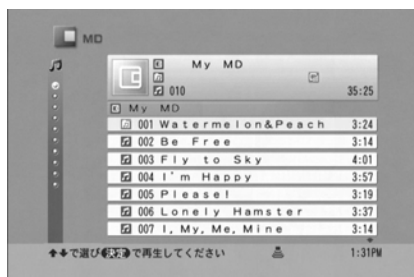 MD
My MD
010 35:25
My MD
001 Watermelon&Peach 3:24
002 Be Free 3:14
003 Fly to Sky 4:01
004 I'm Happy 3:57
005 Please! 3:19
006 Lonely Hamster 3:37
007 I, My, Me, Mine 3:14
↑↓で選び決定で再生してください 1:31PM